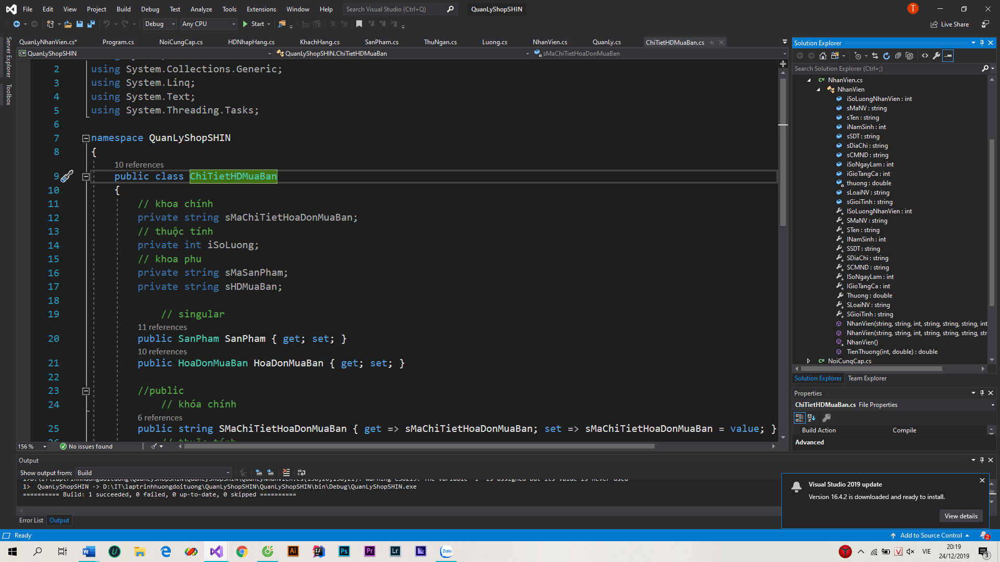 File Edit View Project Build Debug Test Analyze Tools Extensions Window Help Search Visual Studio (Ctrl+Q) QuanLyShopSHIN T
Debug Any CPU Start Live Share
QuanLyNhanVien.cs* Program.cs NoiCungCap.cs HDNhapHang.cs KhachHang.cs SanPham.cs ThuNgan.cs Luong.cs NhanVien.cs QuanLy.cs ChiTietHDMuaBan.cs
QuanLyShopSHIN QuanLyShopSHIN.ChiTietHDMuaBan sMaChiTietHoaDonMuaBan
Server Explorer
Toolbox
2 using System.Collections.Generic;
3 using System.Linq;
4 using System.Text;
5 using System.Threading.Tasks;
6
7 namespace QuanLyShopSHIN
8 {
10 references
9 public class ChiTietHDMuaBan
10 {
11 // khoa chính
12 private string sMaChiTietHoaDonMuaBan;
13 // thuộc tính
14 private int iSoLuong;
15 // khoa phu
16 private string sMaSanPham;
17 private string sHDMuaBan;
18
19 // singular
11 references
20 public SanPham SanPham { get; set; }
10 references
21 public HoaDonMuaBan HoaDonMuaBan { get; set; }
22
23 //public
24 // khóa chính
6 references
25 public string SMaChiTietHoaDonMuaBan { get => sMaChiTietHoaDonMuaBan; set => sMaChiTietHoaDonMuaBan = value; }
156 % No issues found
Output
Show output from: Build
1> QuanLyShopSHIN -> D:\IT\laptrinhhuongdoituong\QuanLyShopSHIN\QuanLyShopSHIN\bin\Debug\QuanLyShopSHIN.exe
========== Build: 1 succeeded, 0 failed, 0 up-to-date, 0 skipped ==========
Error List Output
Solution Explorer
Search Solution Explorer (Ctrl+;)
C# NhanVien.cs
NhanVien
iSoLuongNhanVien : int
sMaNV : string
sTen : string
iNamSinh : int
sSDT : string
sDiaChi : string
sCMND : string
iSoNgayLam : int
iGioTangCa : int
thuong : double
sLoaiNV : string
sGioiTinh : string
ISoLuongNhanVien : int
SMaNV : string
STen : string
INamSinh : int
SSDT : string
SDiaChi : string
SCMND : string
ISoNgayLam : int
IGioTangCa : int
Thuong : double
SLoaiNV : string
SGioiTinh : string
NhanVien(string, string, int, string, string, string, int
NhanVien(string, string, int, string, string, string, str
NhanVien()
TienThuong(int, double) : double
C# NoiCungCap.cs
Solution Explorer Team Explorer
Properties
ChiTietHDMuaBan.cs File Properties
Build Action Compile
Advanced
Visual Studio 2019 update
Version 16.4.2 is downloaded and ready to install.
View details
Ready Add to Source Control 2
Ai Ps Pr Lr Zalo VIE 20:19
24/12/2019 3